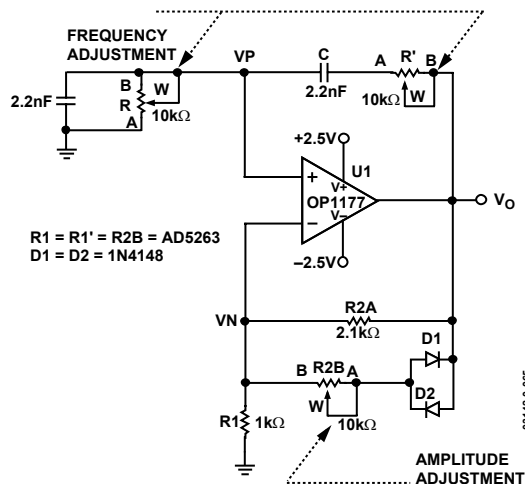 FREQUENCY
ADJUSTMENT
VP
C
R'
A
B
W
10kΩ
2.2nF
2.2nF
B
R
W
A
10kΩ
+2.5V
U1
V+
+
OP1177
−
V−
−2.5V
VO
R1 = R1' = R2B = AD5263
D1 = D2 = 1N4148
R2A
2.1kΩ
VN
D1
B
R2B
A
D2
W
10kΩ
R1
1kΩ
AMPLITUDE
ADJUSTMENT